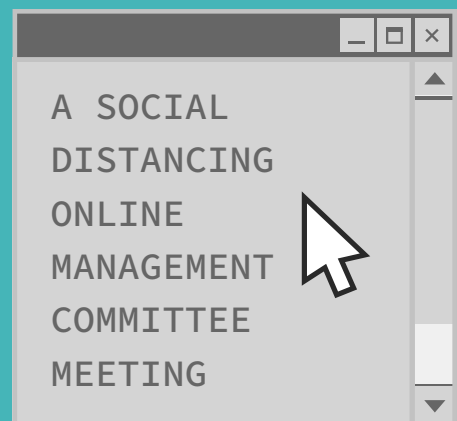 A SOCIAL
DISTANCING
ONLINE
MANAGEMENT
COMMITTEE
MEETING